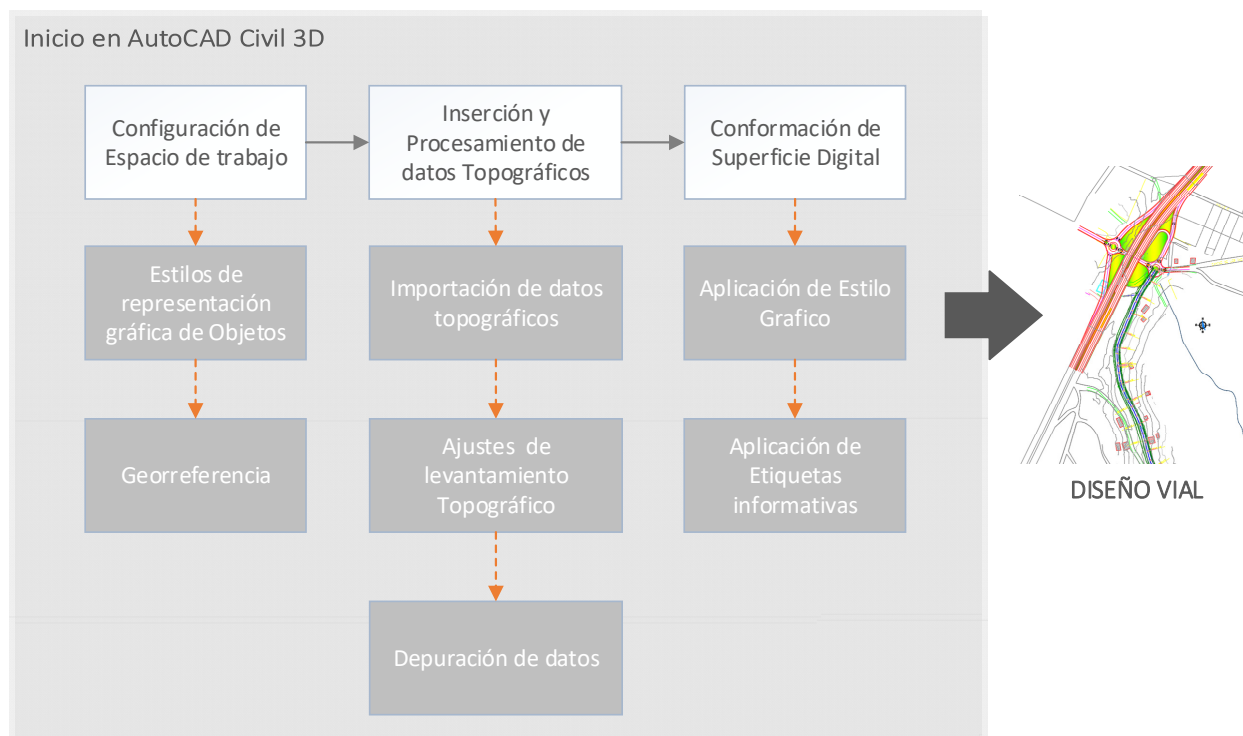 Inicio en AutoCAD Civil 3D
Configuración de
Espacio de trabajo
Inserción y
Procesamiento de
datos Topográficos
Conformación de
Superficie Digital
Estilos de
representación
gráfica de Objetos
Importación de datos
topográficos
Aplicación de Estilo
Grafico
Georreferencia
Ajustes de
levantamiento
Topográfico
Aplicación de
Etiquetas
informativas
Depuración de datos
DISEÑO VIAL